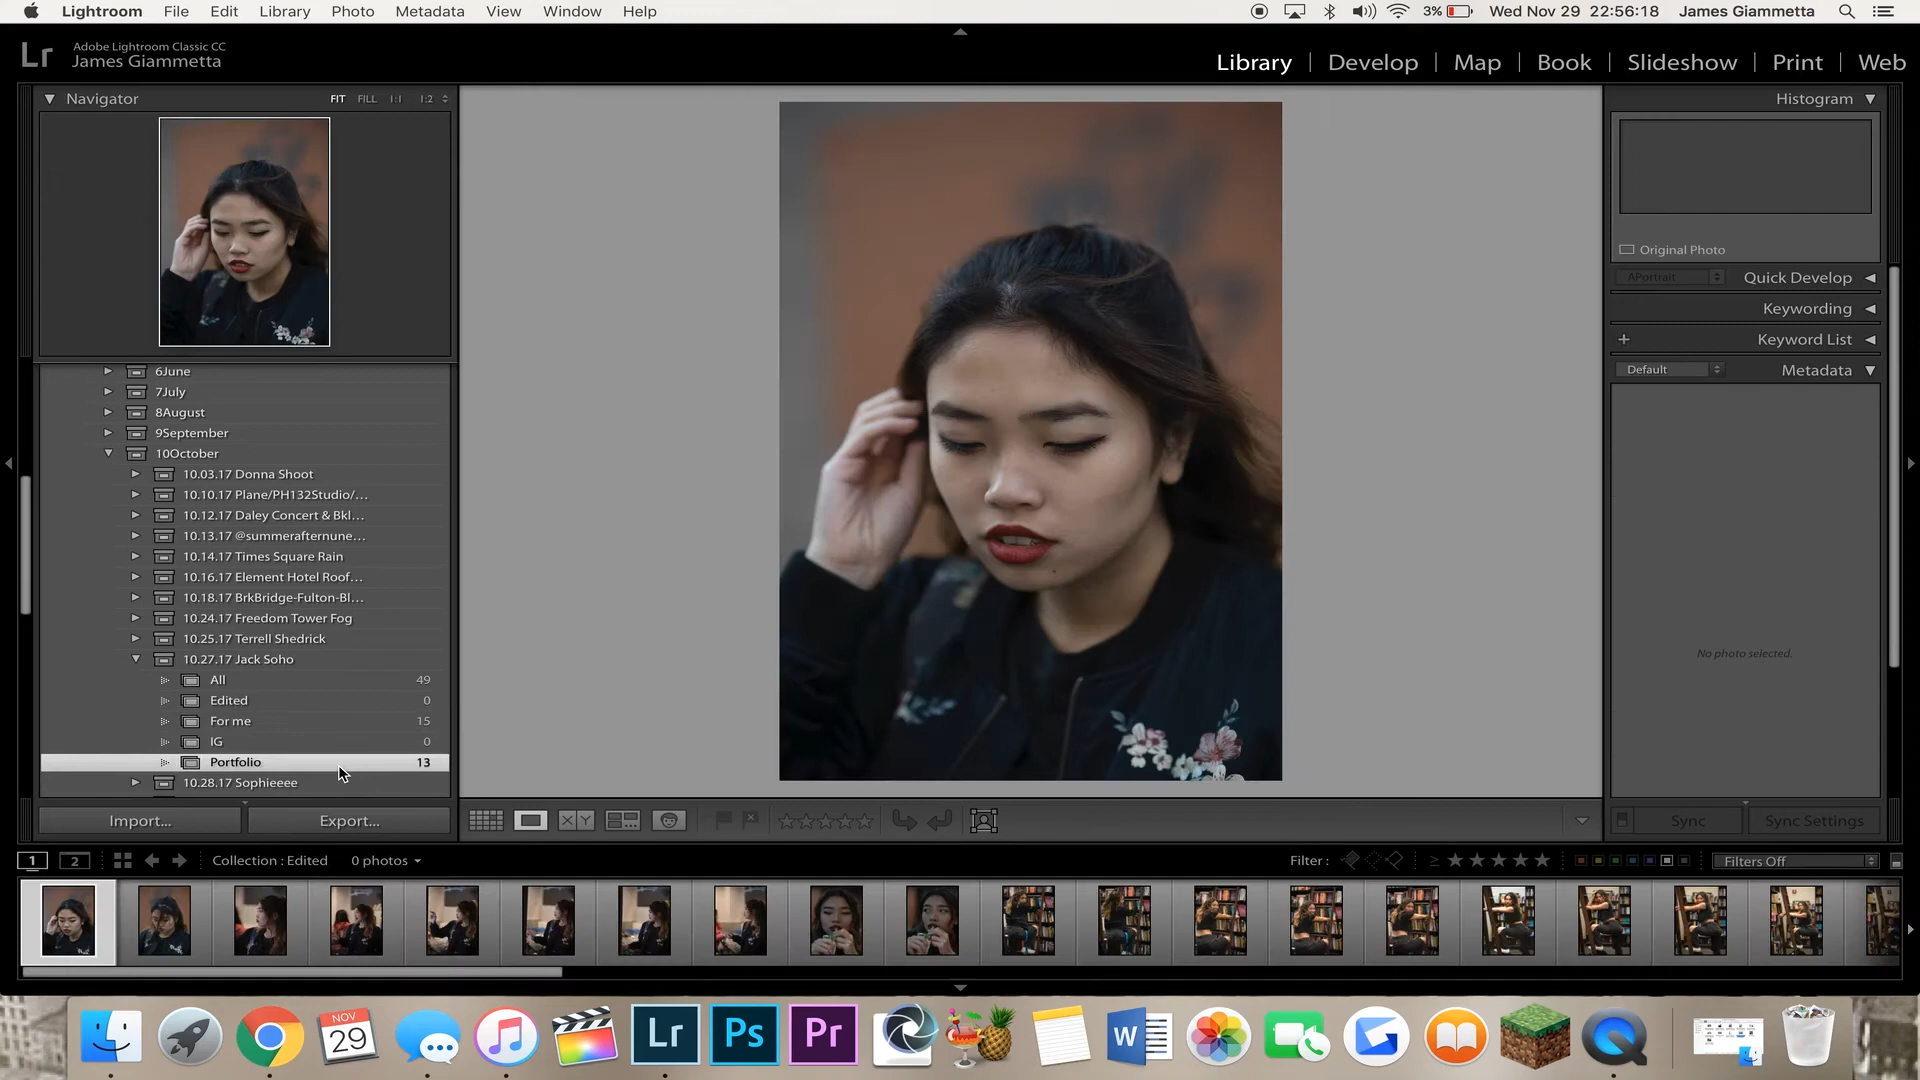 Lightroom File Edit Library Photo Metadata View Window Help 3% Wed Nov 29 22:56:18 James Giammetta
Lr Adobe Lightroom Classic CC
James Giammetta
Library | Develop | Map | Book | Slideshow | Print | Web
Navigator FIT FILL 1:1 1:2
Histogram
Original Photo
APortrait Quick Develop
Keywording
+ Keyword List
Default Metadata
No photo selected.
6June
7July
8August
9September
10October
10.03.17 Donna Shoot
10.10.17 Plane/PH132Studio/...
10.12.17 Daley Concert & Bkl...
10.13.17 @summerafternune...
10.14.17 Times Square Rain
10.16.17 Element Hotel Roof...
10.18.17 BrkBridge-Fulton-Bl...
10.24.17 Freedom Tower Fog
10.25.17 Terrell Shedrick
10.27.17 Jack Soho
All 49
Edited 0
For me 15
IG 0
Portfolio 13
10.28.17 Sophieeee
Import... Export...
X Y
Sync Sync Settings
1 2 Collection : Edited 0 photos
Filter : ≥ Filters Off
NOV
29
Lr Ps Pr W